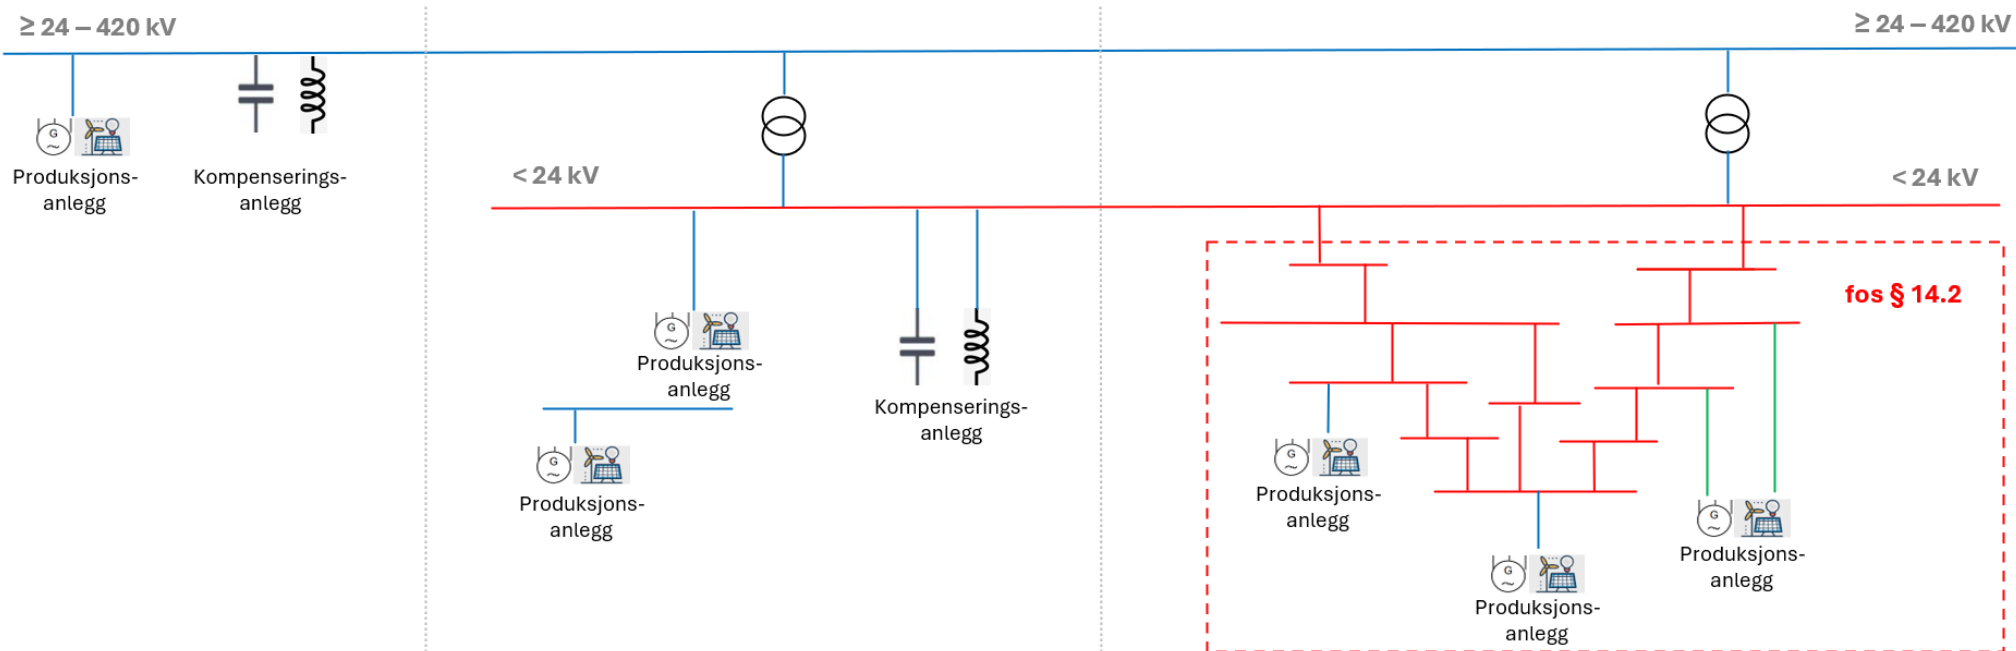 ≥ 24 – 420 kV
≥ 24 – 420 kV
G
~
Produksjons-
anlegg
Kompenserings-
anlegg
< 24 kV
< 24 kV
G
~
Produksjons-
anlegg
G
~
Produksjons-
anlegg
Kompenserings-
anlegg
fos § 14.2
G
~
Produksjons-
anlegg
G
~
Produksjons-
anlegg
G
~
Produksjons-
anlegg